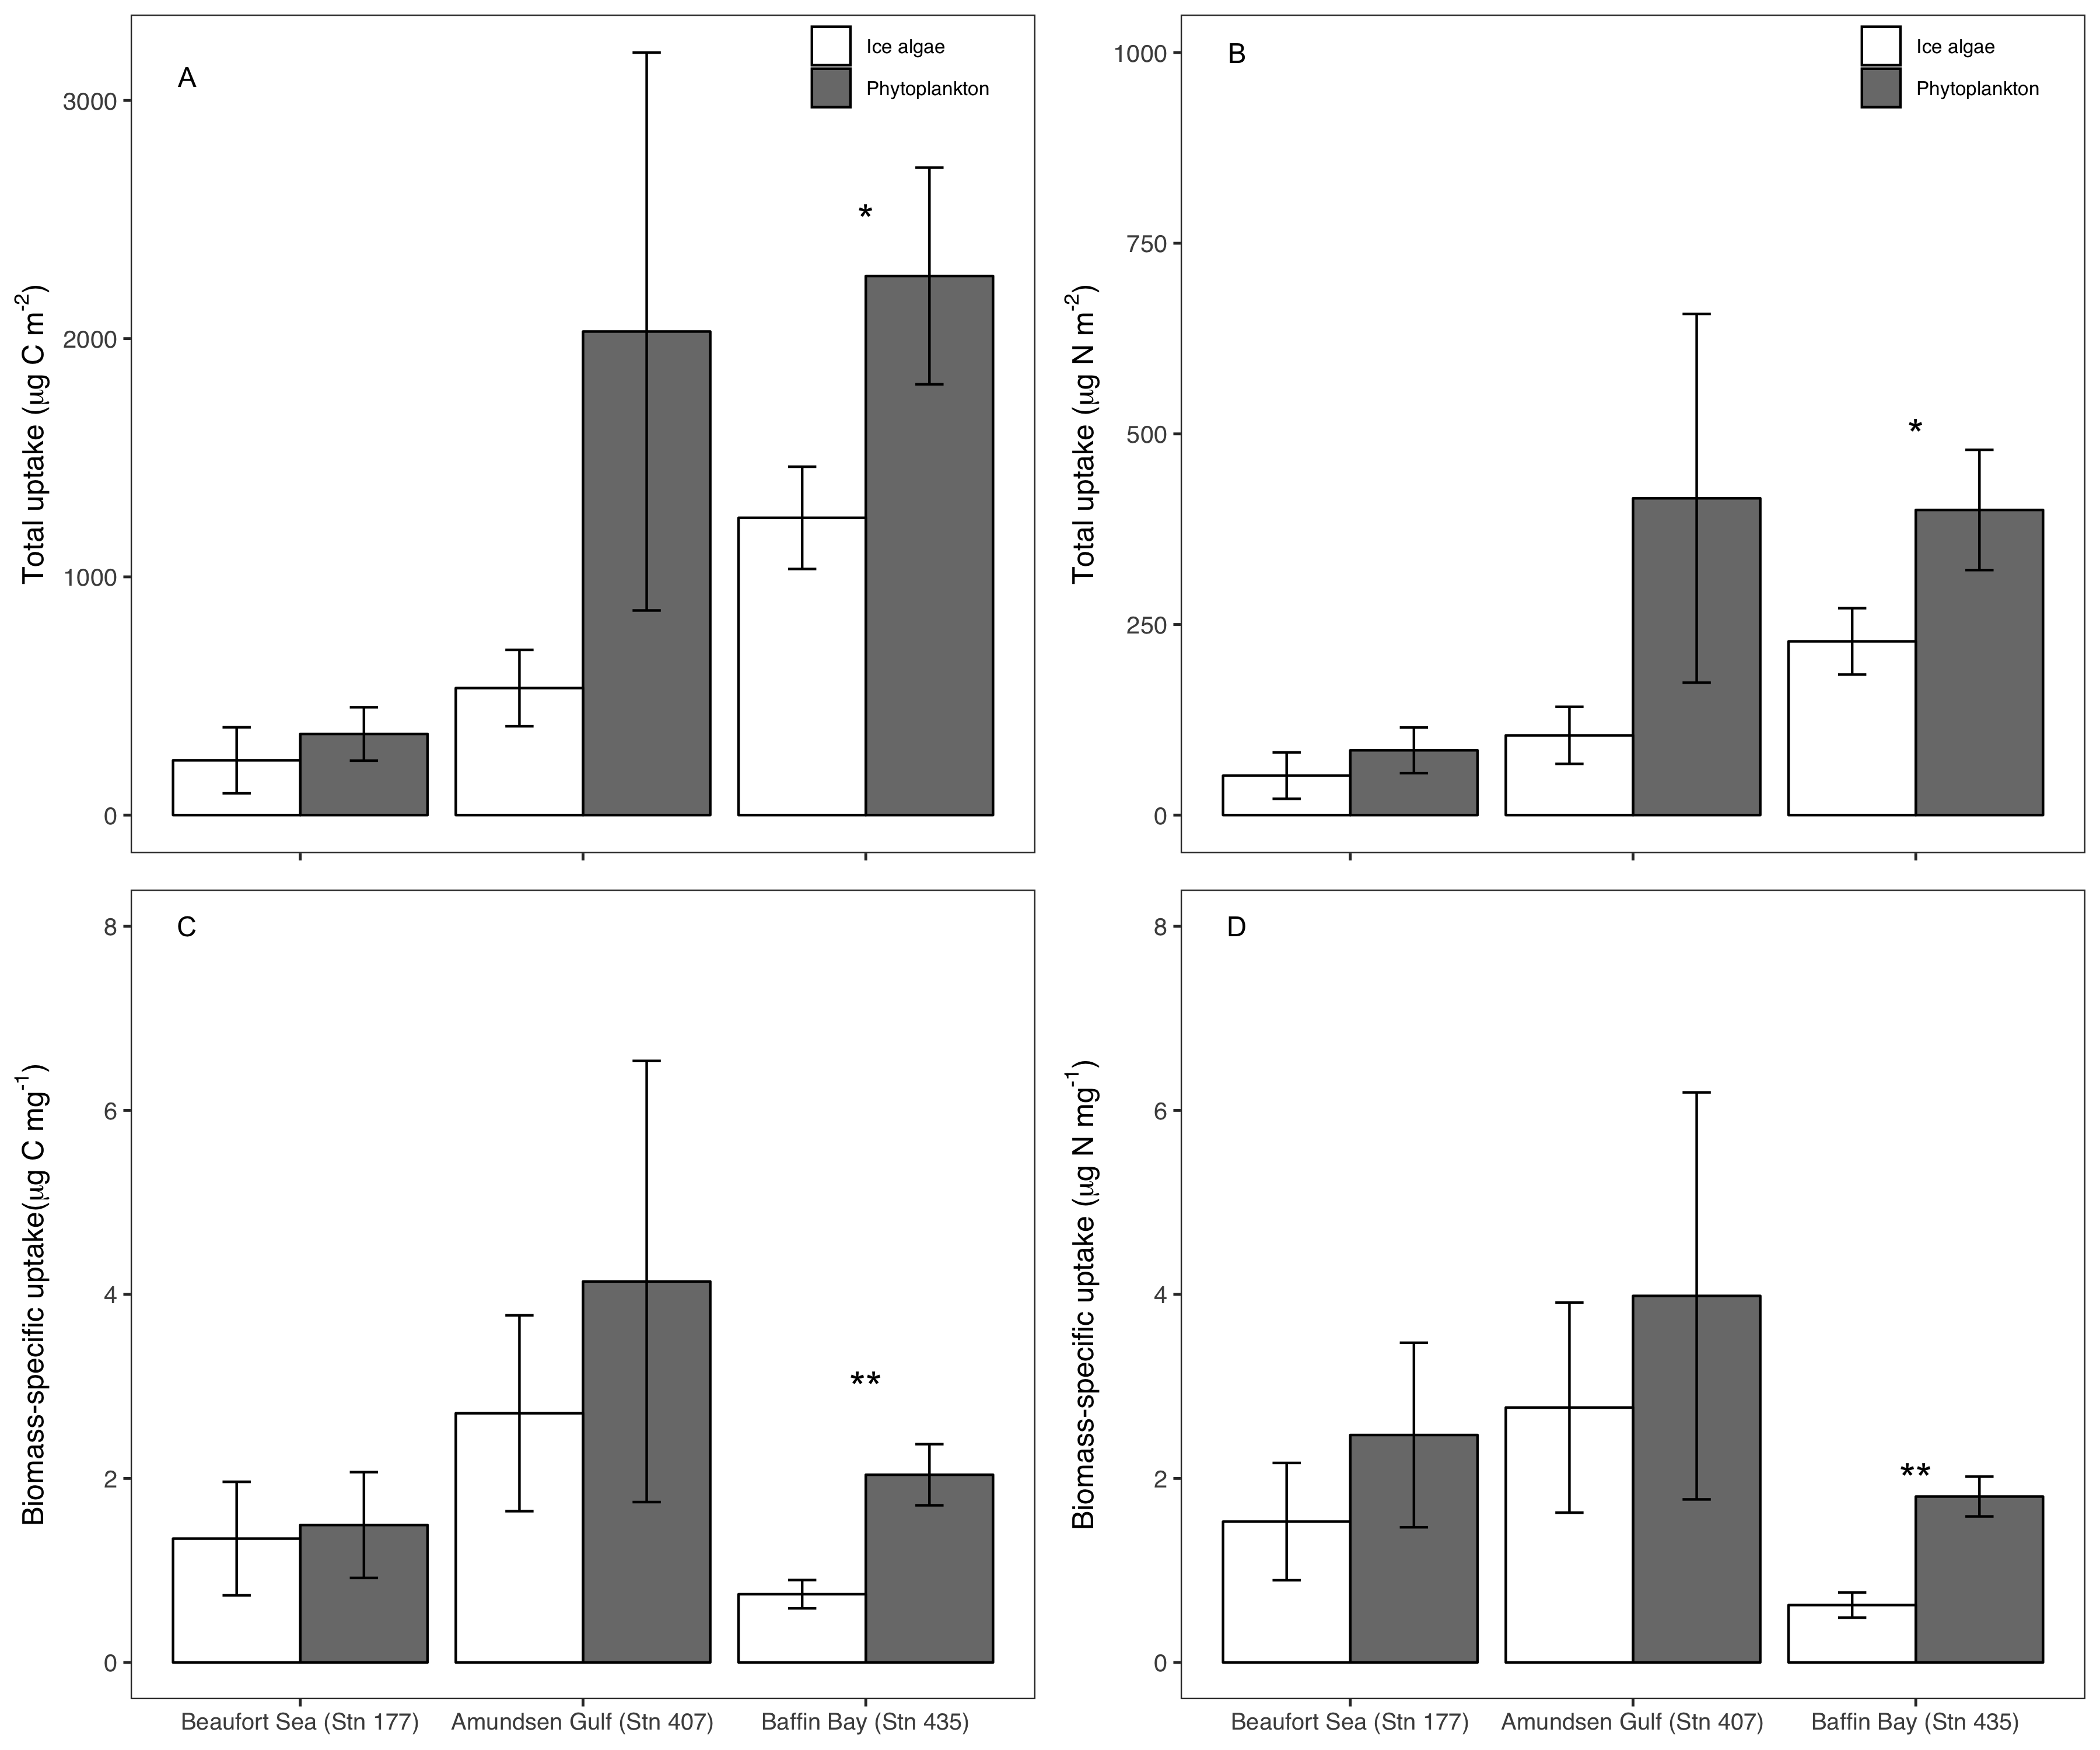 A
Ice algae
Phytoplankton
3000
2000
1000
0
Total uptake (μg C m-2)
*
B
Ice algae
Phytoplankton
1000
750
500
250
0
Total uptake (μg N m-2)
*
C
8
6
4
2
0
Biomass-specific uptake(μg C mg-1)
**
Beaufort Sea (Stn 177)
Amundsen Gulf (Stn 407)
Baffin Bay (Stn 435)
D
8
6
4
2
0
Biomass-specific uptake (μg N mg-1)
**
Beaufort Sea (Stn 177)
Amundsen Gulf (Stn 407)
Baffin Bay (Stn 435)